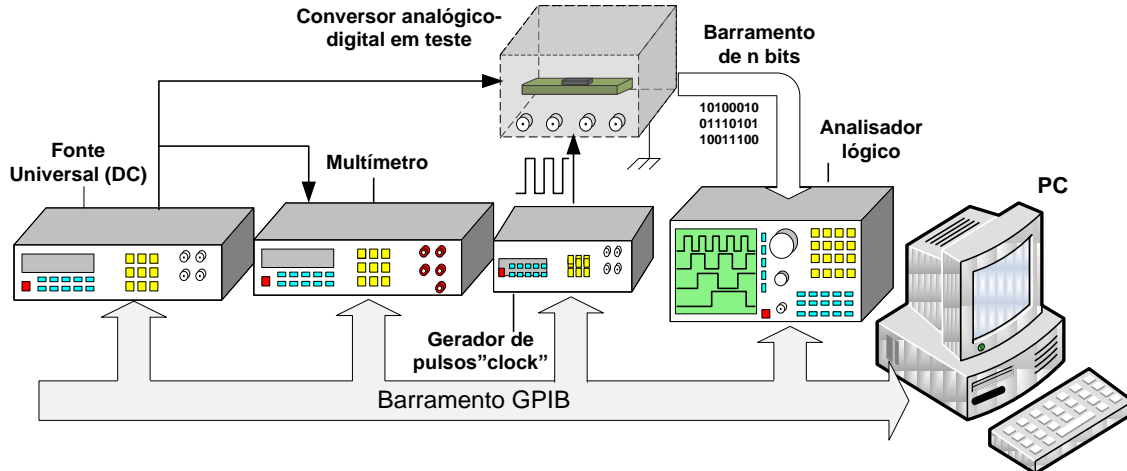 Conversor analógico-
digital em teste
Barramento
de n bits
10100010
01110101
10011100
Analisador
lógico
Fonte
Universal (DC)
Multímetro
PC
Gerador de
pulsos"clock"
Barramento GPIB